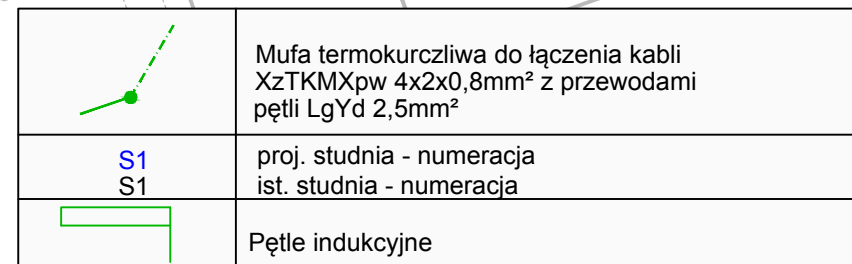 Mufa termokurczliwa do łączenia kabli
XzTKMXpw 4x2x0,8mm² z przewodami
pętli LgYd 2,5mm²
S1 proj. studnia - numeracja
S1 ist. studnia - numeracja
Pętle indukcyjne